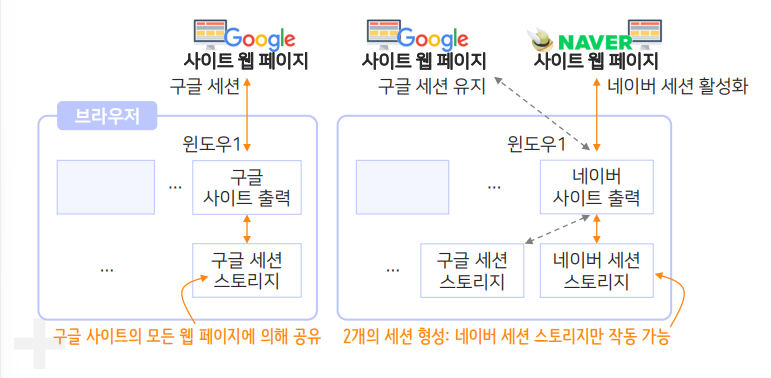 Google
사이트 웹 페이지
구글 세션
브라우저
윈도우1
...
구글
사이트 출력
...
구글 세션
스토리지
구글 사이트의 모든 웹 페이지에 의해 공유
Google
사이트 웹 페이지
구글 세션 유지
NAVER
사이트 웹 페이지
네이버 세션 활성화
윈도우1
...
네이버
사이트 출력
...
구글 세션
스토리지
네이버 세션
스토리지
2개의 세션 형성: 네이버 세션 스토리지만 작동 가능